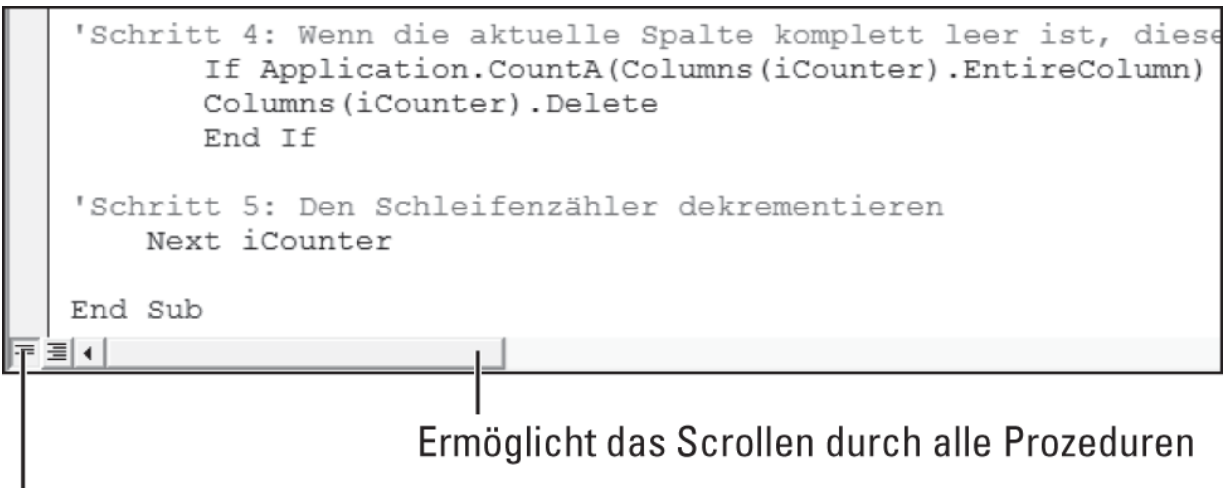 'Schritt 4: Wenn die aktuelle Spalte komplett leer ist, diese
If Application.CountA(Columns(iCounter).EntireColumn)
Columns(iCounter).Delete
End If
'Schritt 5: Den Schleifenzähler dekrementieren
Next iCounter
End Sub
Ermöglicht das Scrollen durch alle Prozeduren